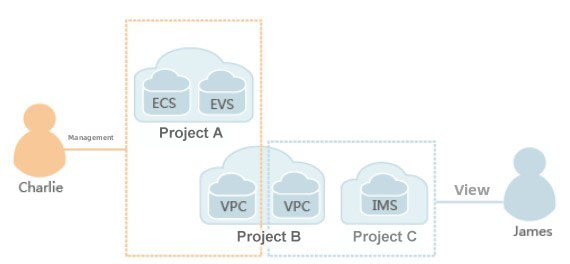 ECS
EVS
Project A
Management
Charlie
VPC
VPC
Project B
IMS
Project C
View
James